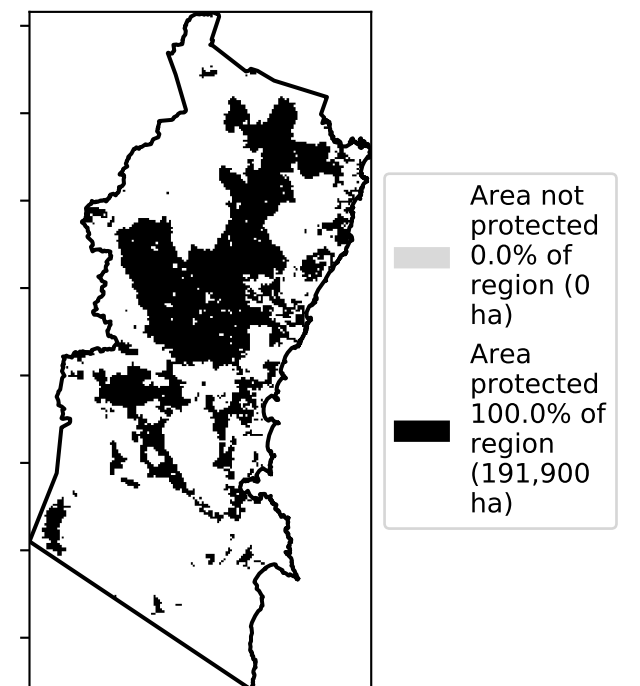 Area not
protected
0.0% of
region (0
ha)
Area
protected
100.0% of
region
(191,900
ha)